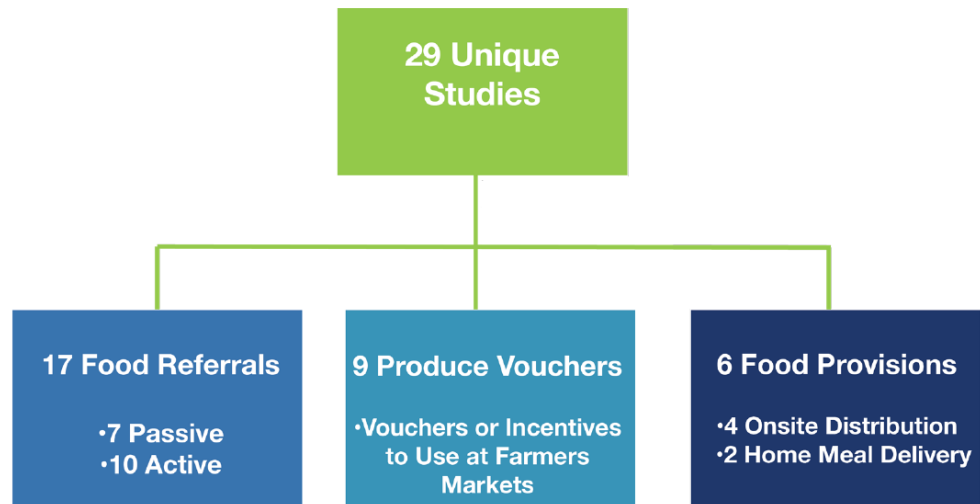 29 Unique
Studies
17 Food Referrals
•7 Passive
•10 Active
9 Produce Vouchers
•Vouchers or Incentives
to Use at Farmers
Markets
6 Food Provisions
•4 Onsite Distribution
•2 Home Meal Delivery